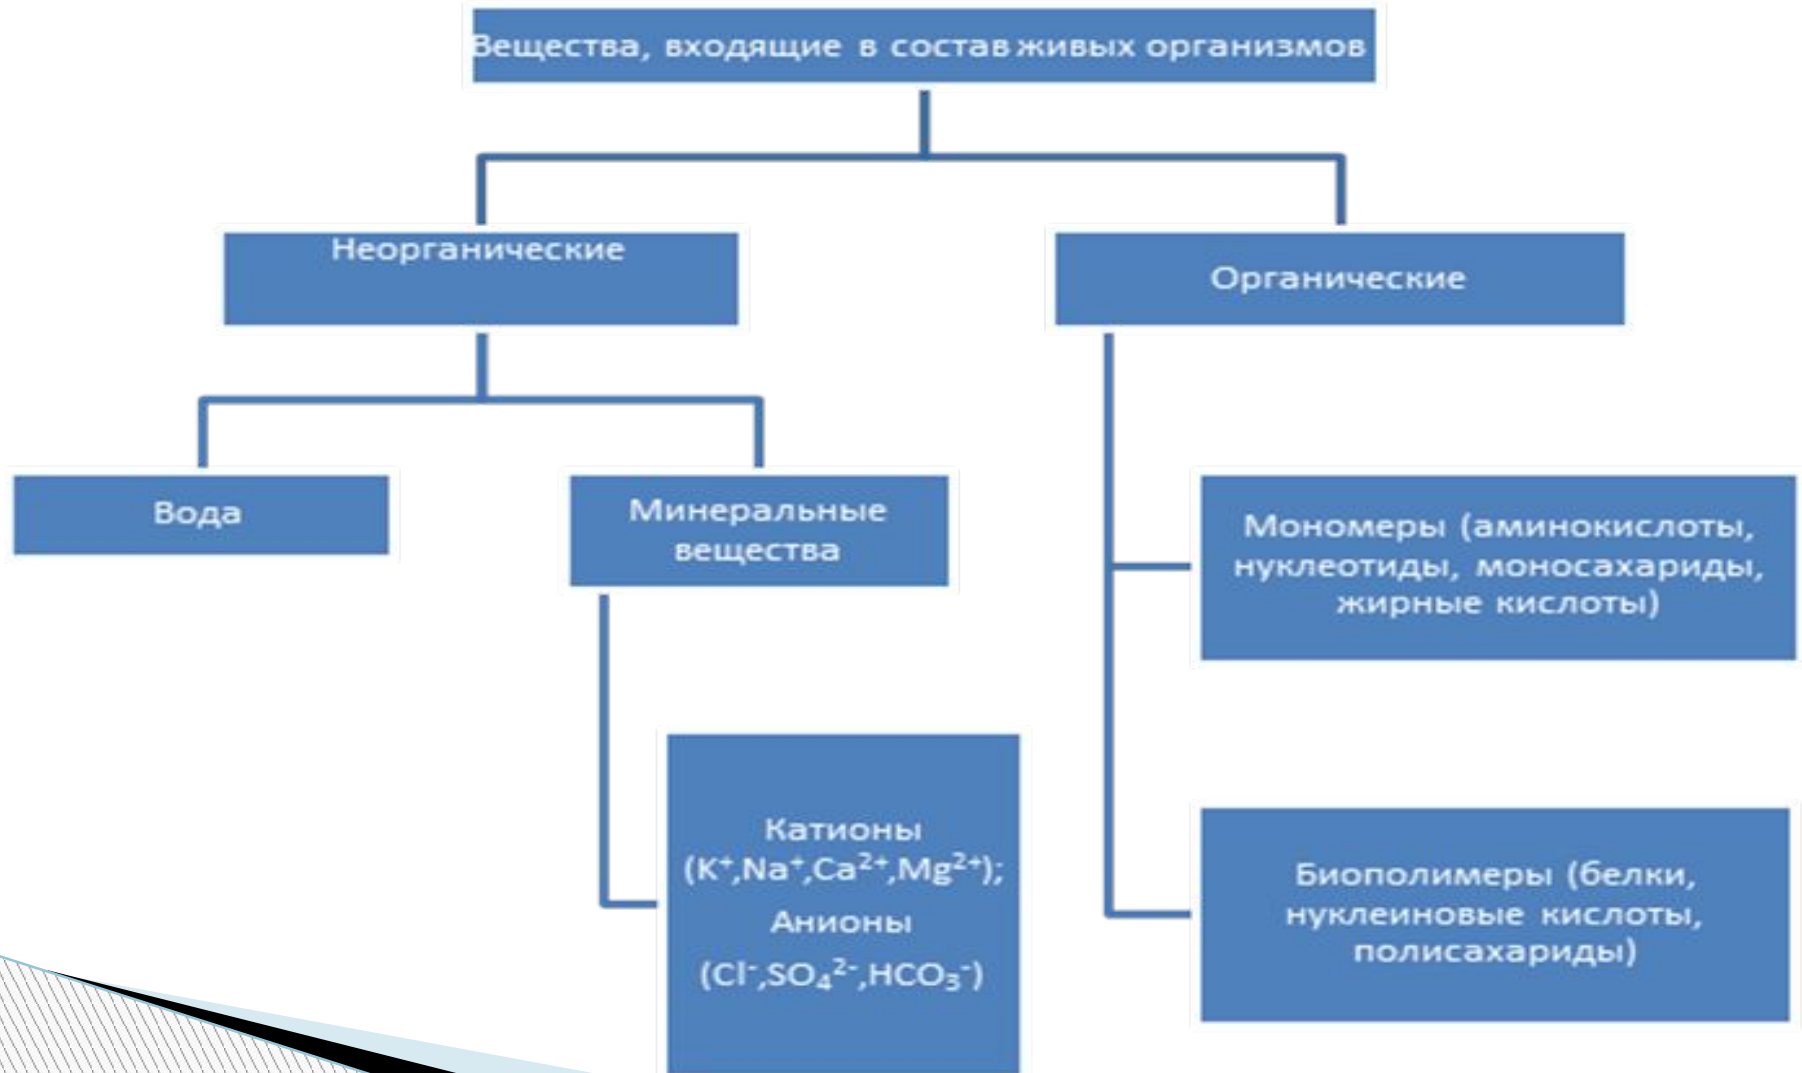 Вещества, входящие в состав живых организмов
Неорганические
Органические
Вода
Минеральные
вещества
Мономеры (аминокислоты,
нуклеотиды, моносахариды,
жирные кислоты)
Катионы
(K⁺,Na⁺,Ca²⁺,Mg²⁺);
Анионы
(Cl⁻,SO₄²⁻,HCO₃⁻)
Биополимеры (белки,
нуклеиновые кислоты,
полисахариды)